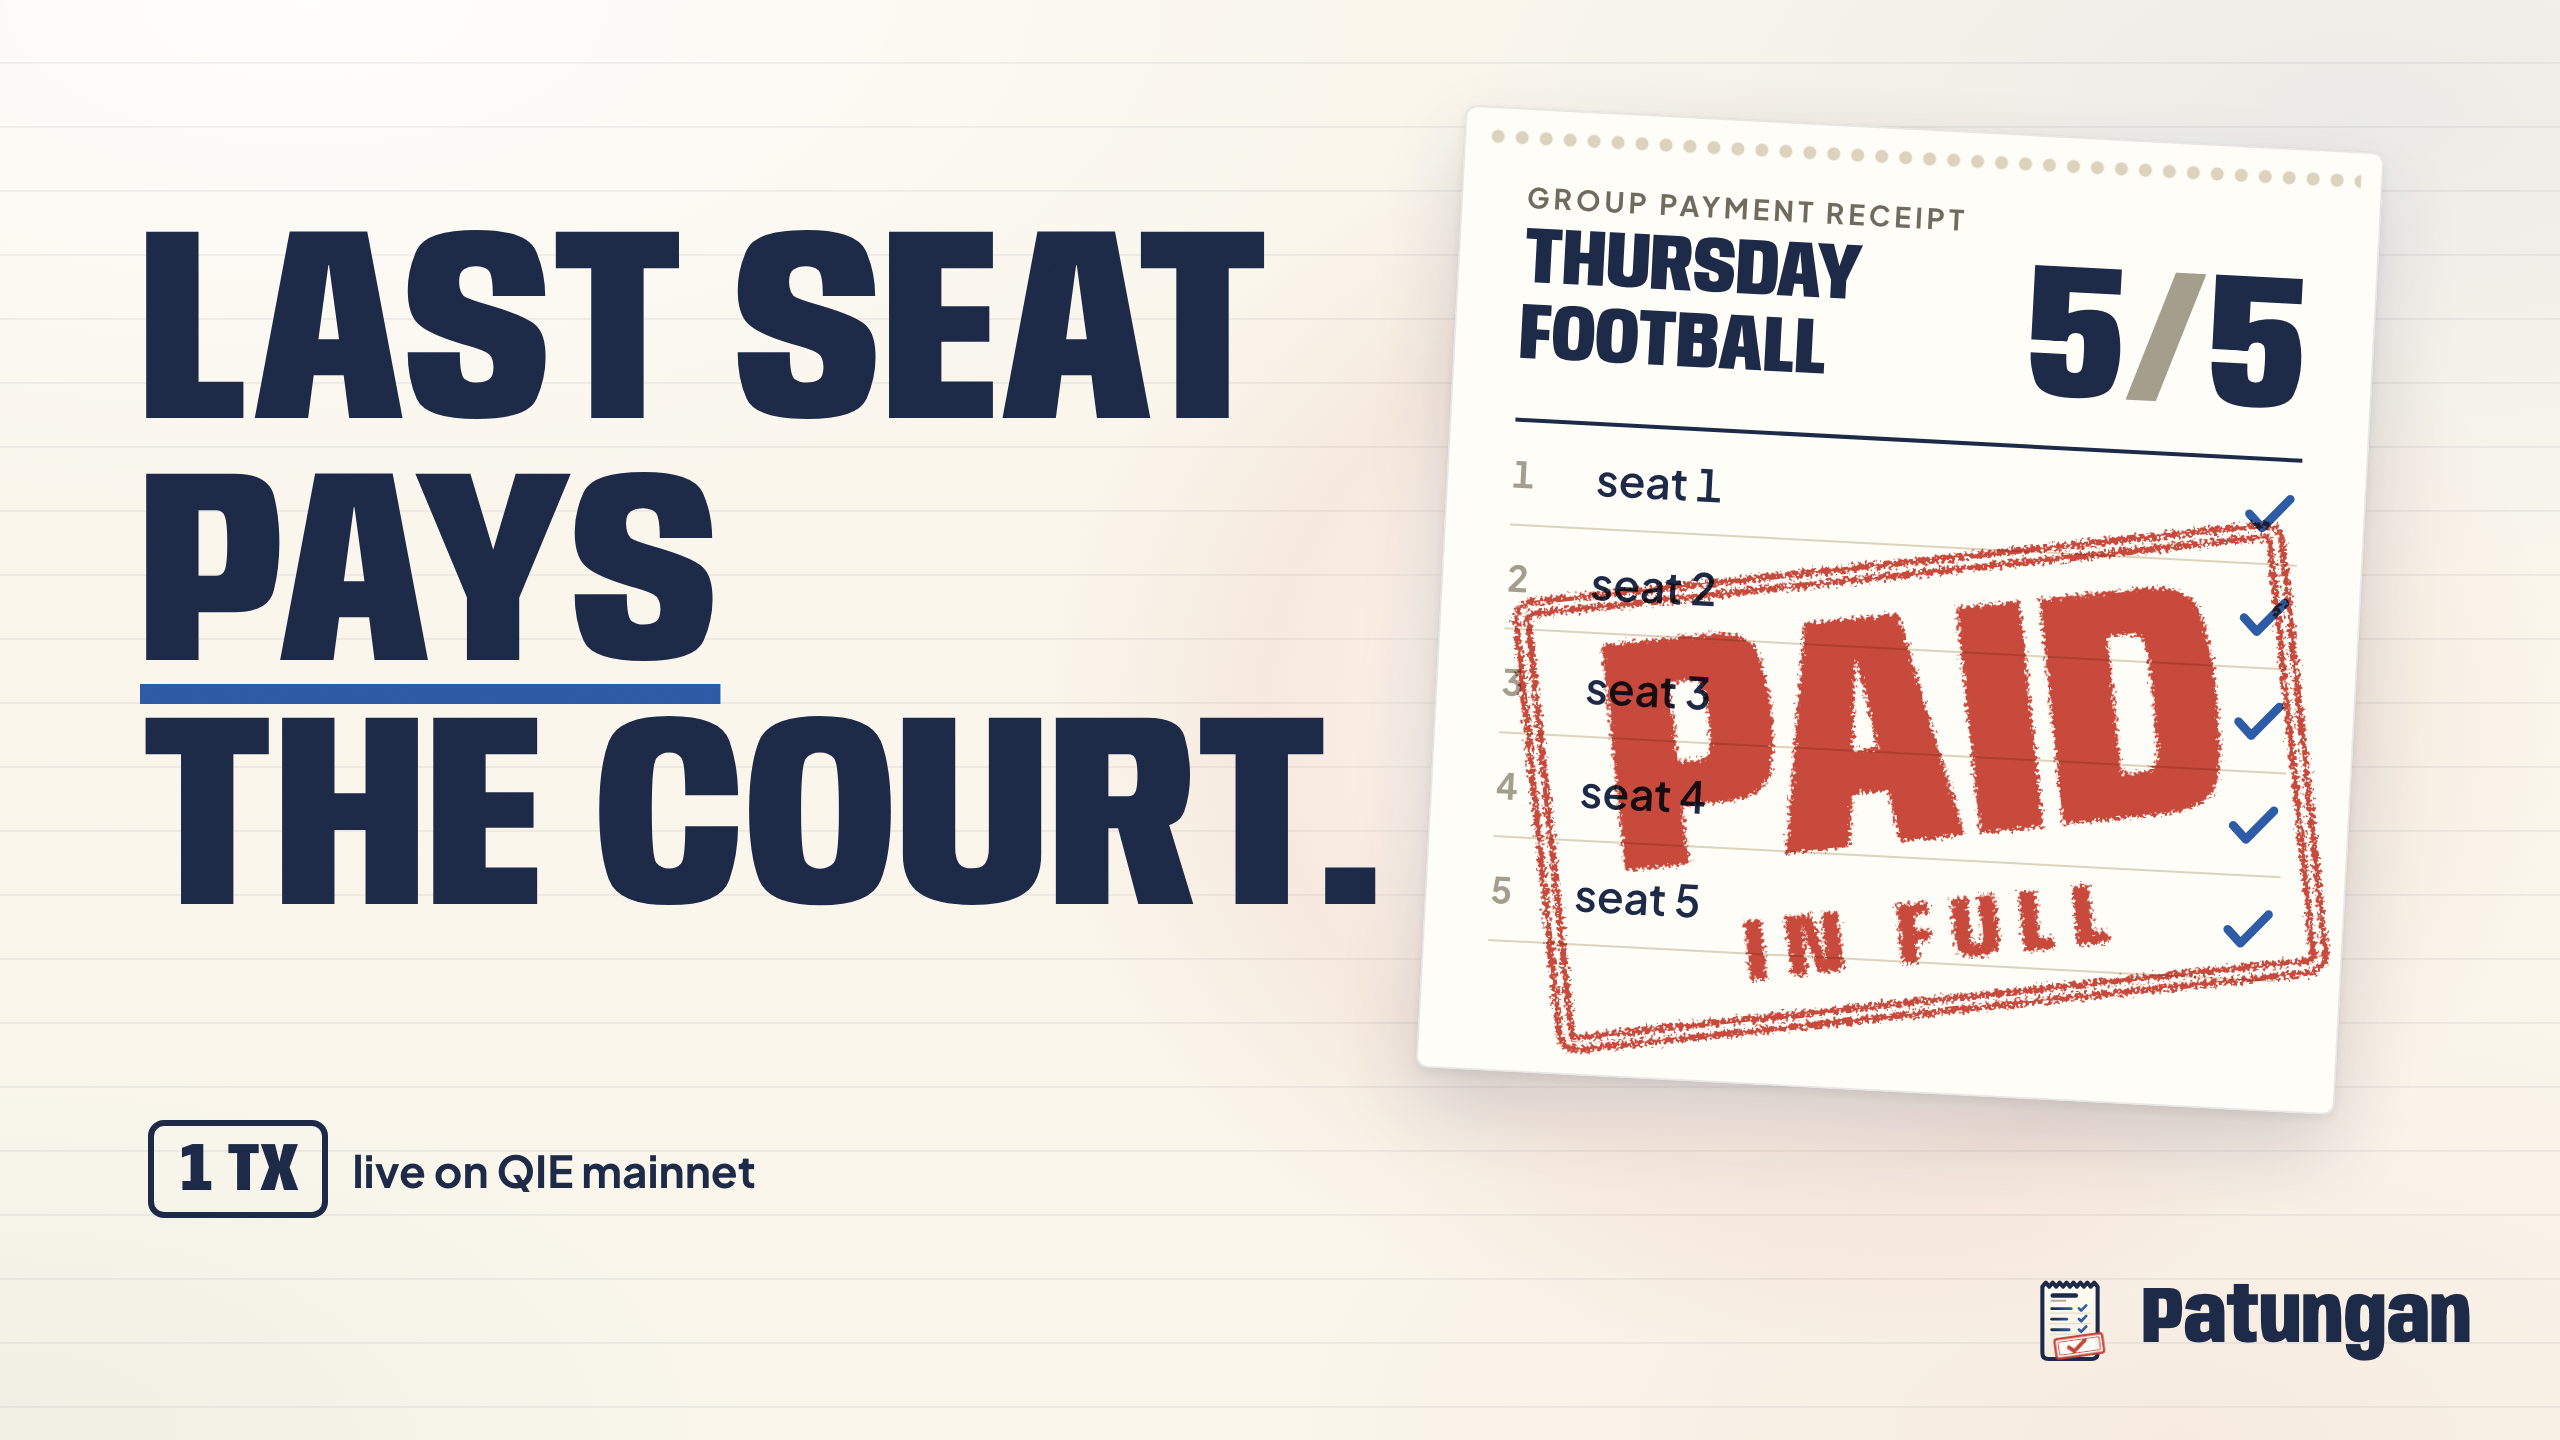 LAST SEAT
PAYS
THE COURT.
1 TX live on QIE mainnet
GROUP PAYMENT RECEIPT
THURSDAY
FOOTBALL
5/5
1 seat 1
2 seat 2
3 seat 3
4 seat 4
5 seat 5
PAID
IN FULL
Patungan